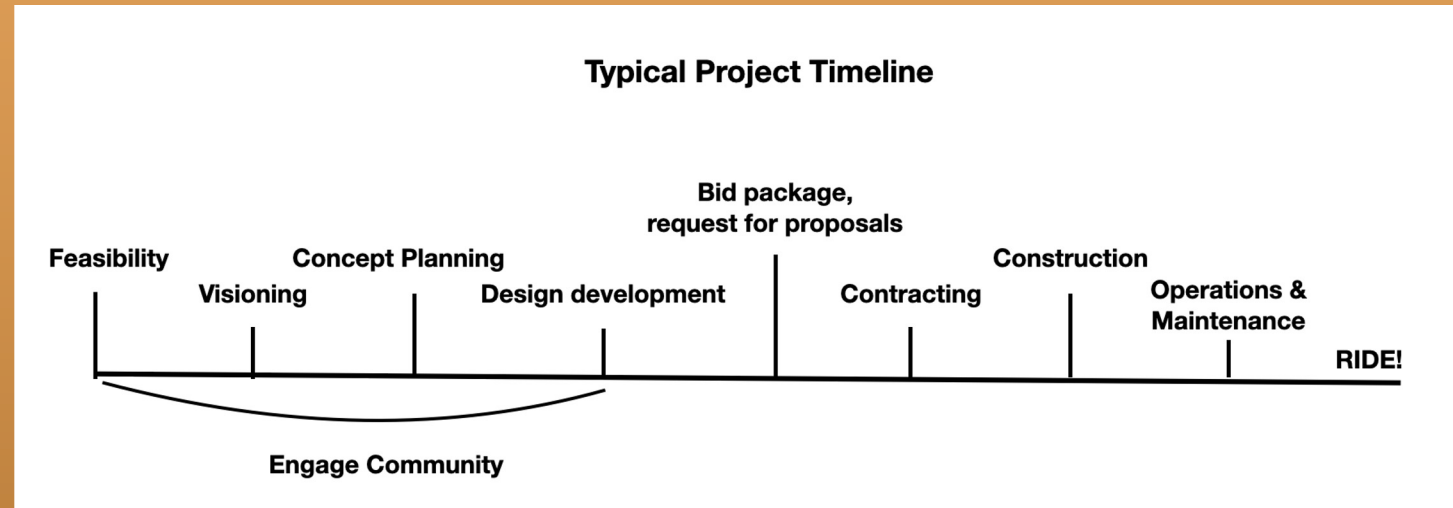 Typical Project Timeline
Bid package,
request for proposals
Feasibility
Visioning
Concept Planning
Design development
Contracting
Construction
Operations &
Maintenance
RIDE!
Engage Community